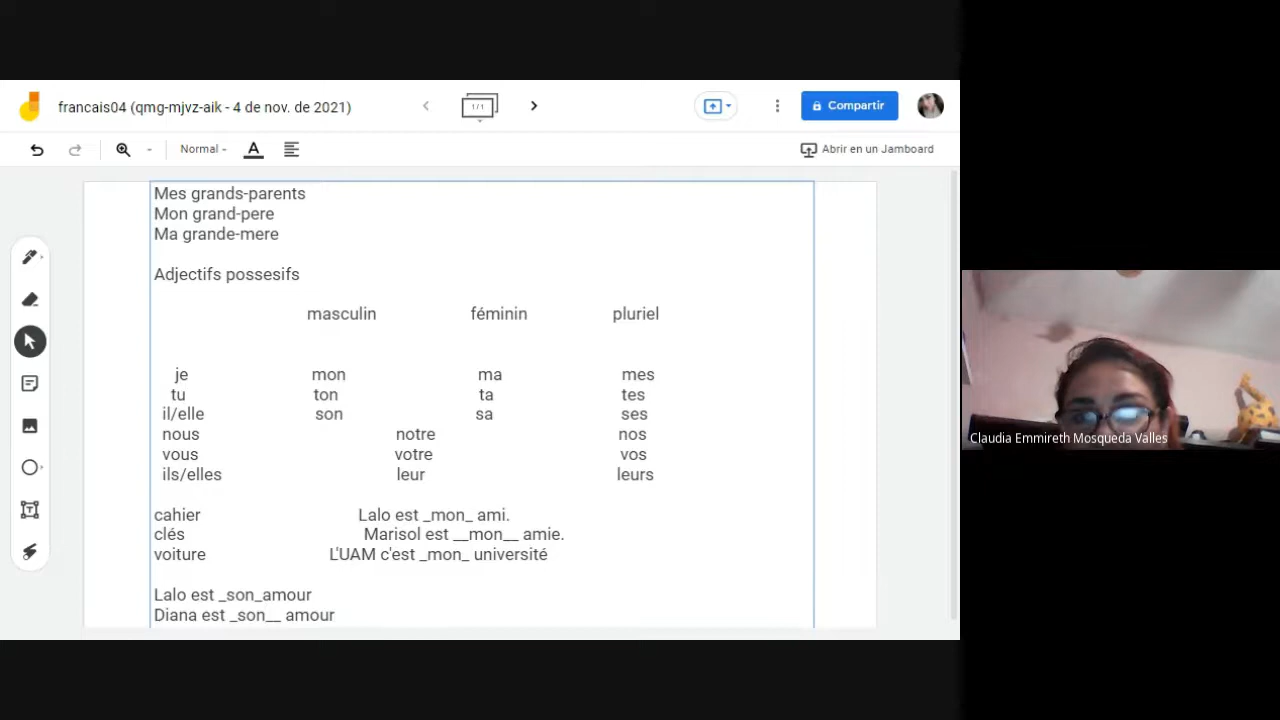 francais04 (qmg-mjvz-aik - 4 de nov. de 2021)
1/1
Compartir
Normal
Abrir en un Jamboard
Mes grands-parents
Mon grand-pere
Ma grande-mere
Adjectifs possesifs
masculin féminin pluriel
je mon ma mes
tu ton ta tes
il/elle son sa ses
nous notre nos
vous votre vos
ils/elles leur leurs
cahier Lalo est _mon_ ami.
clés Marisol est __mon__ amie.
voiture L'UAM c'est _mon_ université
Lalo est _son_amour
Diana est _son__ amour
Claudia Emmireth Mosqueda Valles